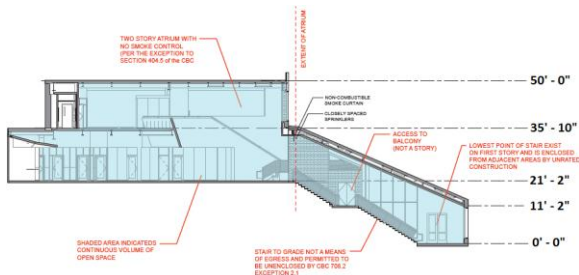 TWO STORY ATRIUM WITH
NO SMOKE CONTROL
(PER THE EXCEPTION TO
SECTION 404.5 of the CBC
EXTENT OF ATRIUM
50' - 0"
NON-COMBUSTIBLE
SMOKE CURTAIN
CLOSELY SPACED
SPRINKLERS
35' - 10"
ACCESS TO
BALCONY
(NOT A STORY)
LOWEST POINT OF STAIR EXIST
ON FIRST STORY AND IS ENCLOSED
FROM ADJACENT AREAS BY UNRATED
CONSTRUCTION
21' - 2"
11' - 2"
0' - 0"
SHADED AREA INDICATEDS
CONTINUOUS VOLUME OF
OPEN SPACE
STAIR TO GRADE NOT A MEANS
OF EGRESS AND PERMITTED TO
BE UNENCLOSED BY CBC 708.2
EXCEPTION 2.1